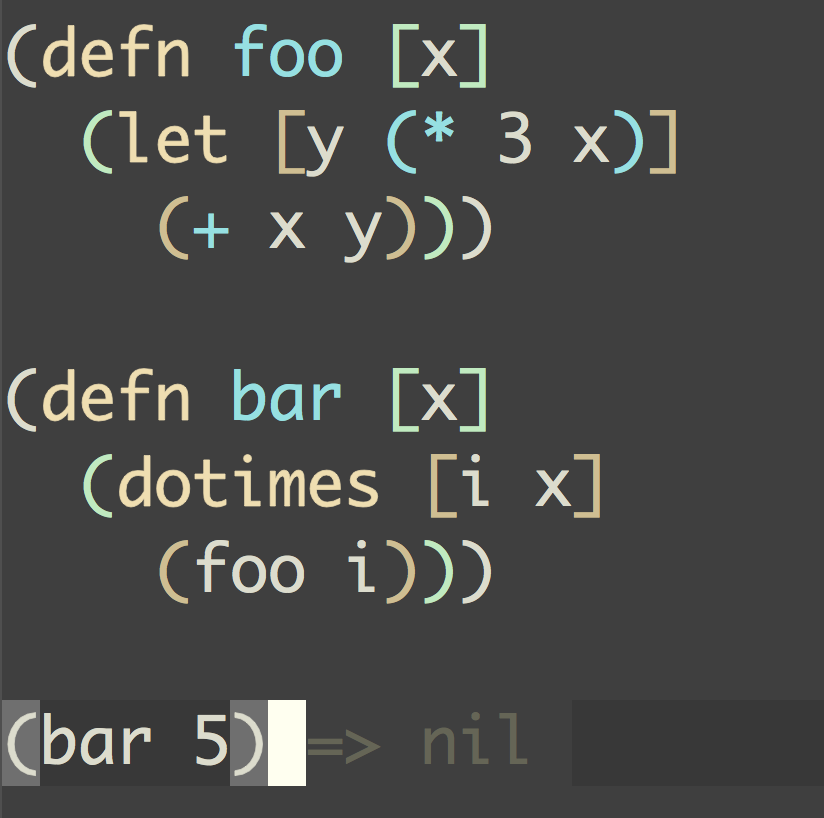 (defn foo [x]
  (let [y (* 3 x)]
    (+ x y)))
(defn bar [x]
  (dotimes [i x]
    (foo i)))
(bar 5) => nil